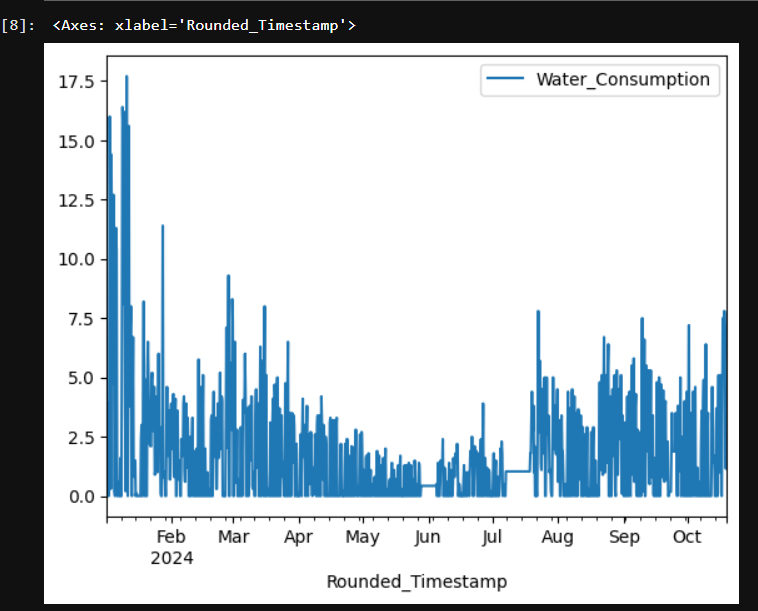 [8]: <Axes: xlabel='Rounded_Timestamp'>
Water_Consumption
17.5
15.0
12.5
10.0
7.5
5.0
2.5
0.0
Feb Mar Apr May Jun Jul Aug Sep Oct
2024
Rounded_Timestamp